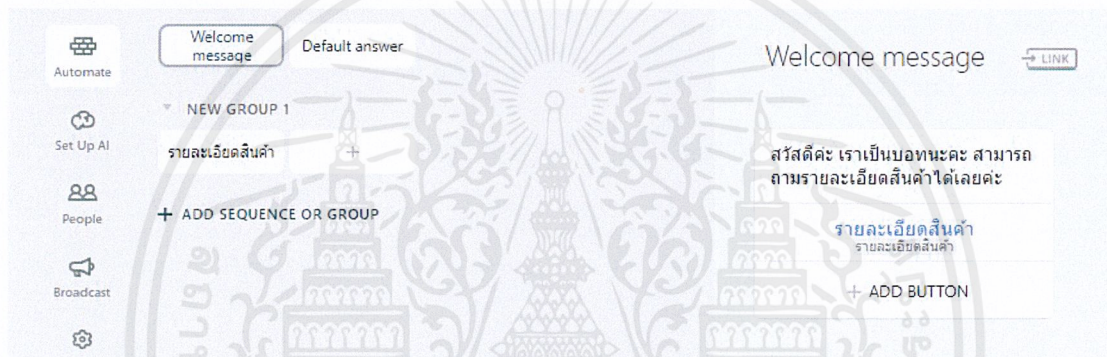 Automate
Set Up AI
People
Broadcast
Welcome
message
Default answer
NEW GROUP 1
รายละเอียดสินค้า
+
+ ADD SEQUENCE OR GROUP
Welcome message
LINK
สวัสดีค่ะ เราเป็นบอทนะคะ สามารถ
ถามรายละเอียดสินค้าได้เลยค่ะ
รายละเอียดสินค้า
รายละเอียดสินค้า
+ ADD BUTTON